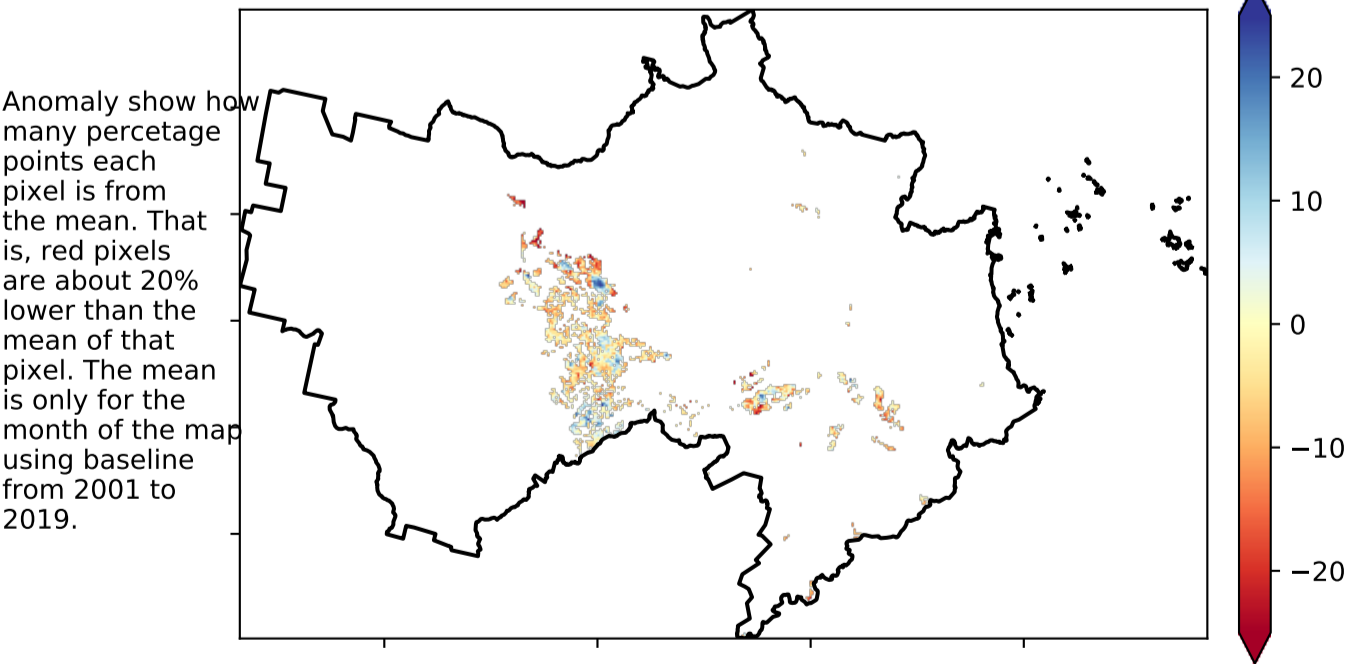 Anomaly show how
many percetage
points each
pixel is from
the mean. That
is, red pixels
are about 20%
lower than the
mean of that
pixel. The mean
is only for the
month of the map
using baseline
from 2001 to
2019.
20
10
0
−10
−20